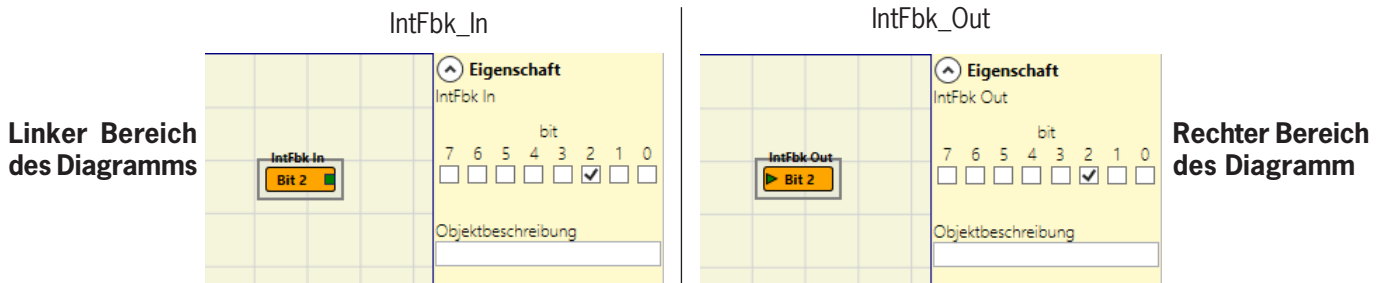 IntFbk_In
IntFbk_Out
Linker Bereich
des Diagramms
IntFbk In
Bit 2
Eigenschaft
IntFbk In
bit
7 6 5 4 3 2 1 0
Objektbeschreibung
IntFbk Out
Bit 2
Eigenschaft
IntFbk Out
bit
7 6 5 4 3 2 1 0
Objektbeschreibung
Rechter Bereich
des Diagramm